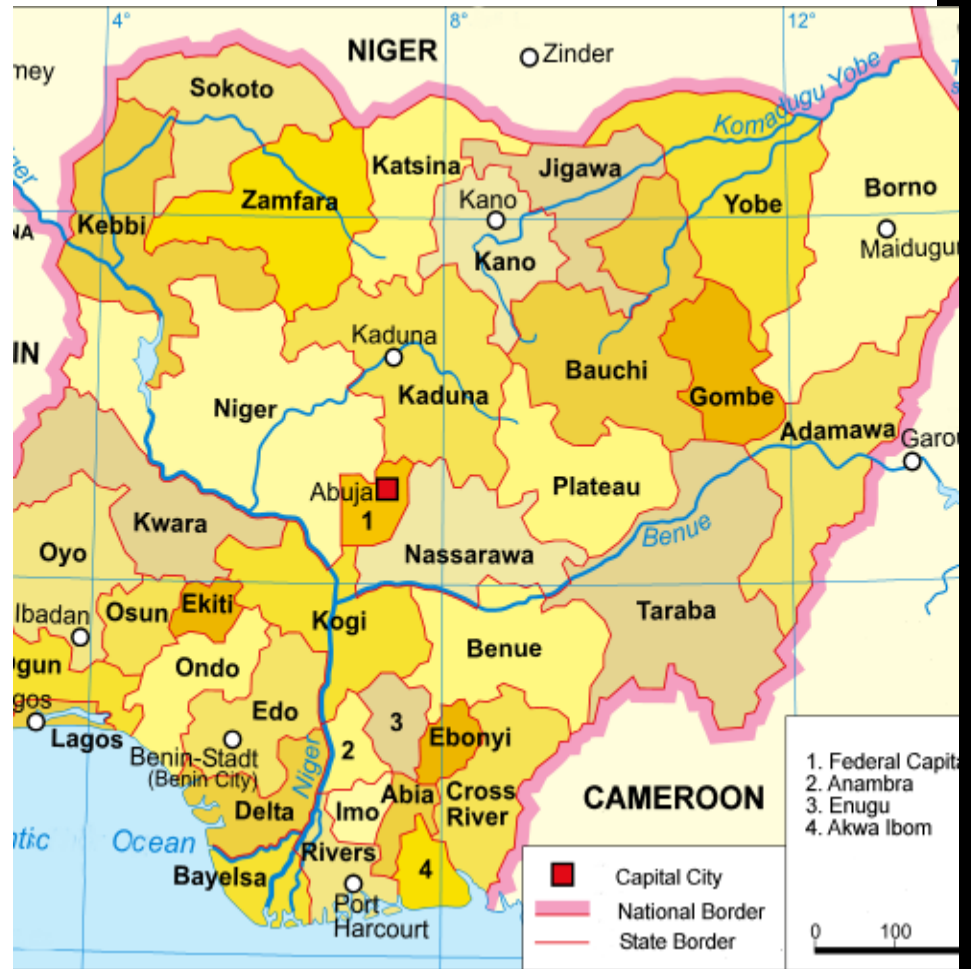 4°
8°
12°
NIGER
Zinder
mey
Sokoto
Komadugu Yobe
Katsina
Jigawa
Zamfara
Kano
Yobe
Borno
Kebbi
NA
Maidugur
Kano
Kaduna
IN
Bauchi
Niger
Kaduna
Gombe
Adamawa
Garou
Abuja
1
Plateau
Kwara
Benue
Oyo
Nassarawa
Ekiti
Osun
Ibadan
Kogi
Taraba
Benue
Ondo
Ogun
gos
Edo
3
Lagos
2
Ebonyi
Benin-Stadt
(Benin City)
Niger
Abia
Cross
River
Delta
Imo
CAMEROON
ntic Ocean
Rivers
4
Bayelsa
Port
Harcourt
1. Federal Capita
2. Anambra
3. Enugu
4. Akwa Ibom
Capital City
National Border
State Border
0 100